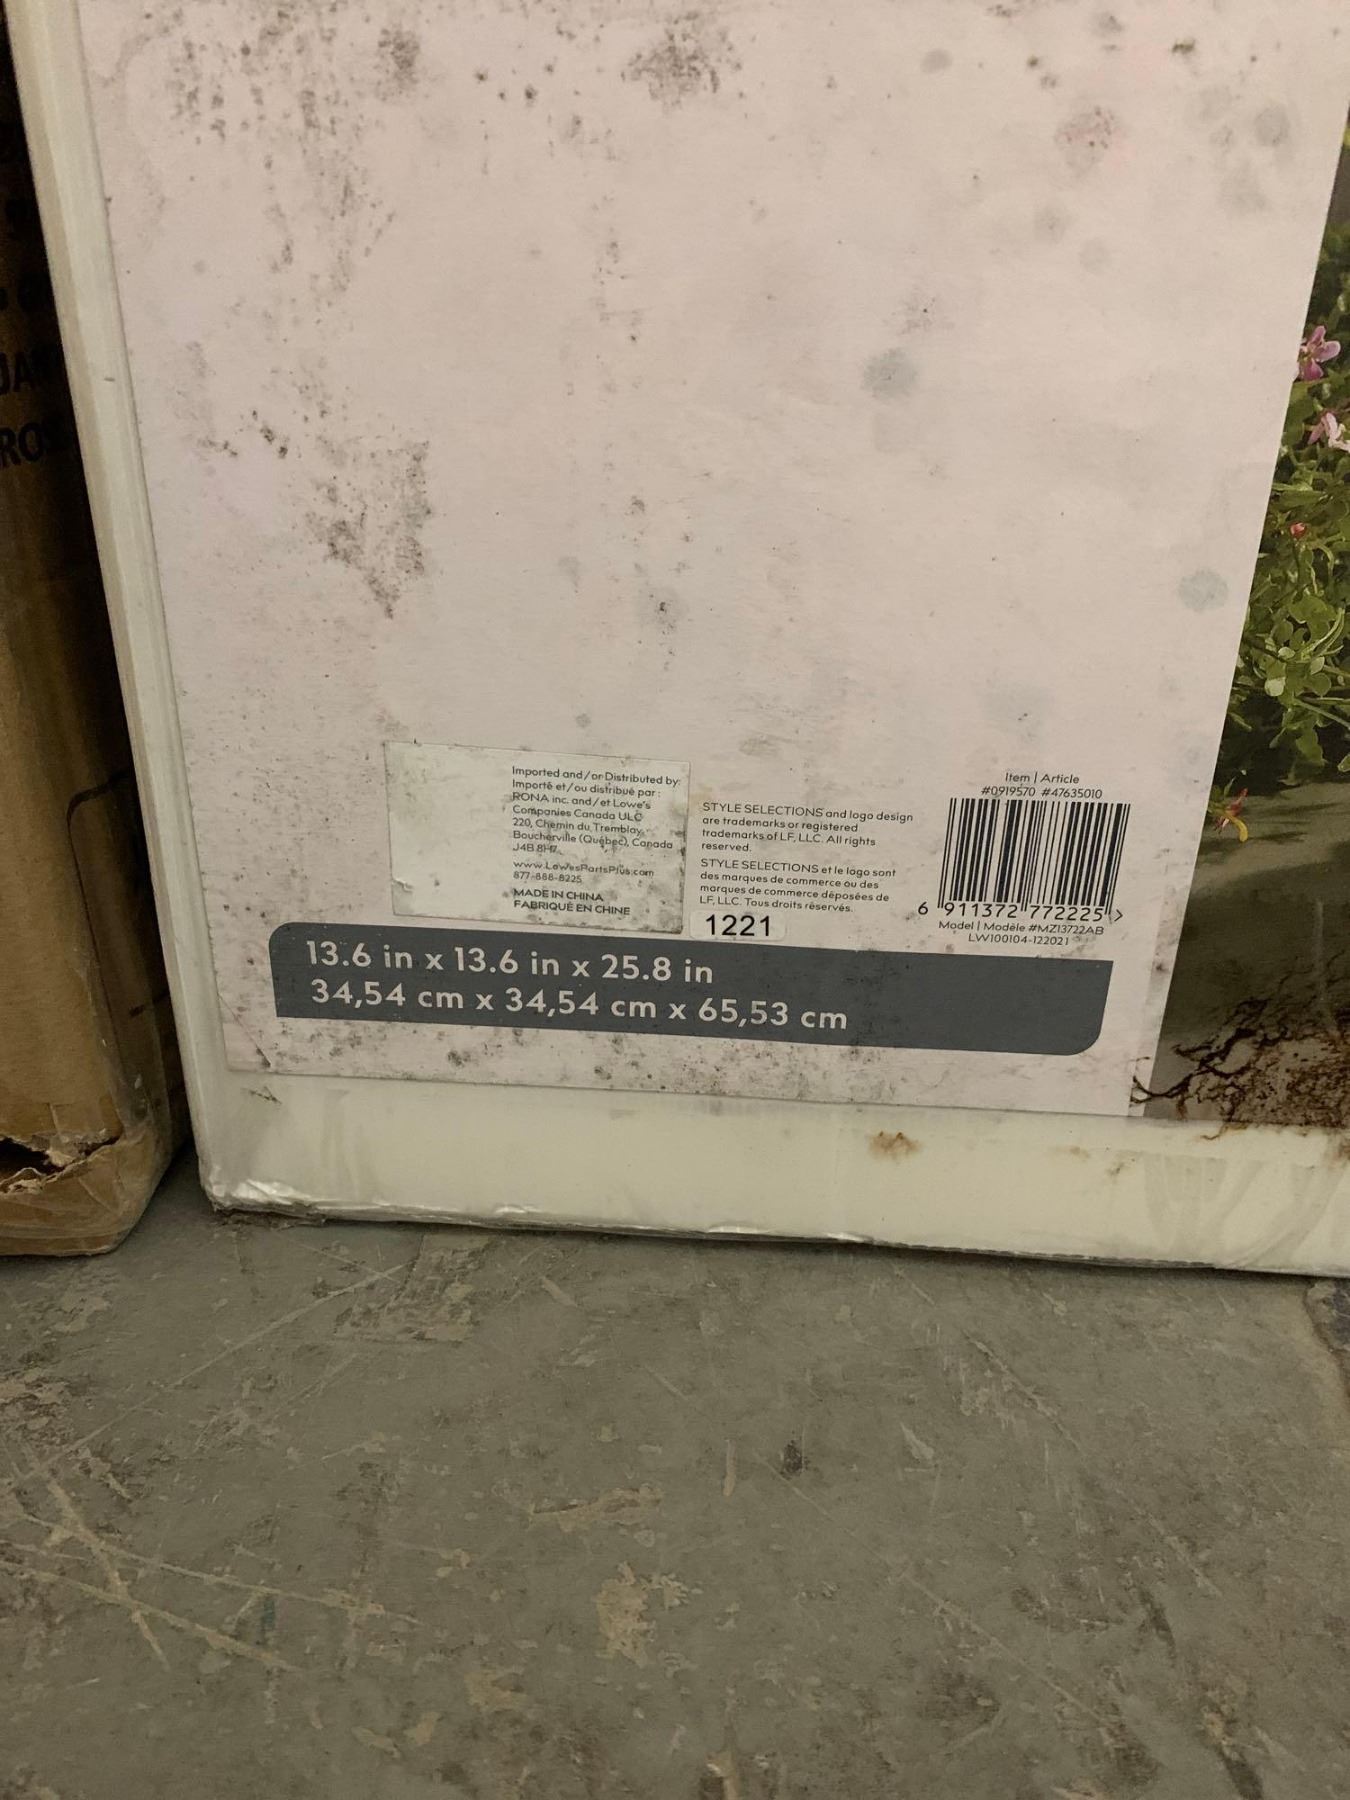 Imported and/or Distributed by:
Importé et/ou distribué par :
RONA inc. and/et Lowe's
Companies Canada ULC
220, Chemin du Tremblay,
Boucherville (Québec), Canada
J4B 8H7
www.LowesPartsPlus.com
877-888-8225
MADE IN CHINA
FABRIQUÉ EN CHINE
STYLE SELECTIONS and logo design
are trademarks or registered
trademarks of LF, LLC. All rights
reserved.
STYLE SELECTIONS et le logo sont
des marques de commerce ou des
marques de commerce déposées de
LF, LLC. Tous droits réservés.
1221
Item | Article
#0919570 #47635010
6 911372 772225 >
Model | Modèle #MZ13722AB
LW100104-122021
13.6 in x 13.6 in x 25.8 in
34,54 cm x 34,54 cm x 65,53 cm